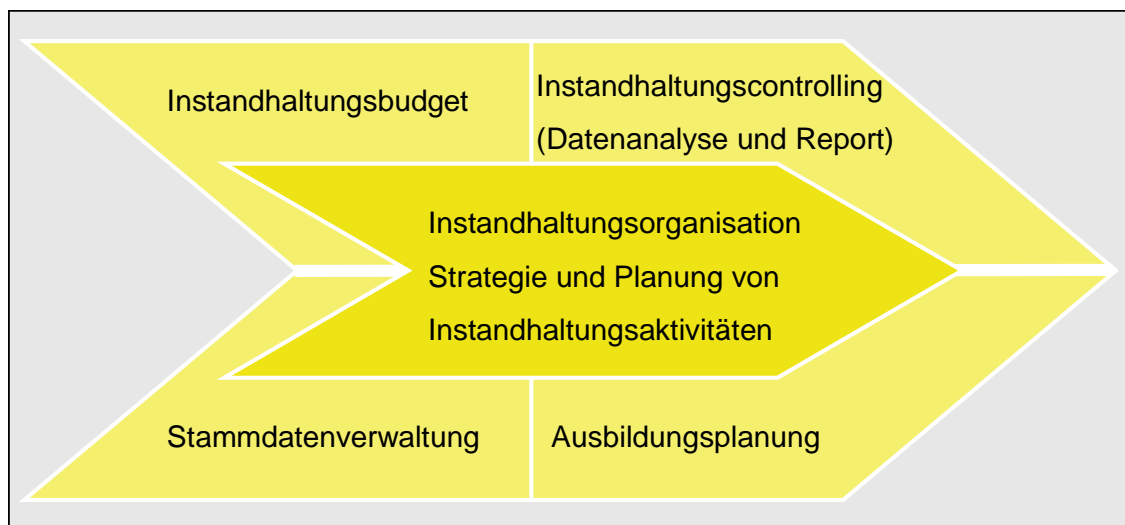 Instandhaltungsbudget
Instandhaltungscontrolling
(Datenanalyse und Report)
Instandhaltungsorganisation
Strategie und Planung von
Instandhaltungsaktivitäten
Stammdatenverwaltung
Ausbildungsplanung